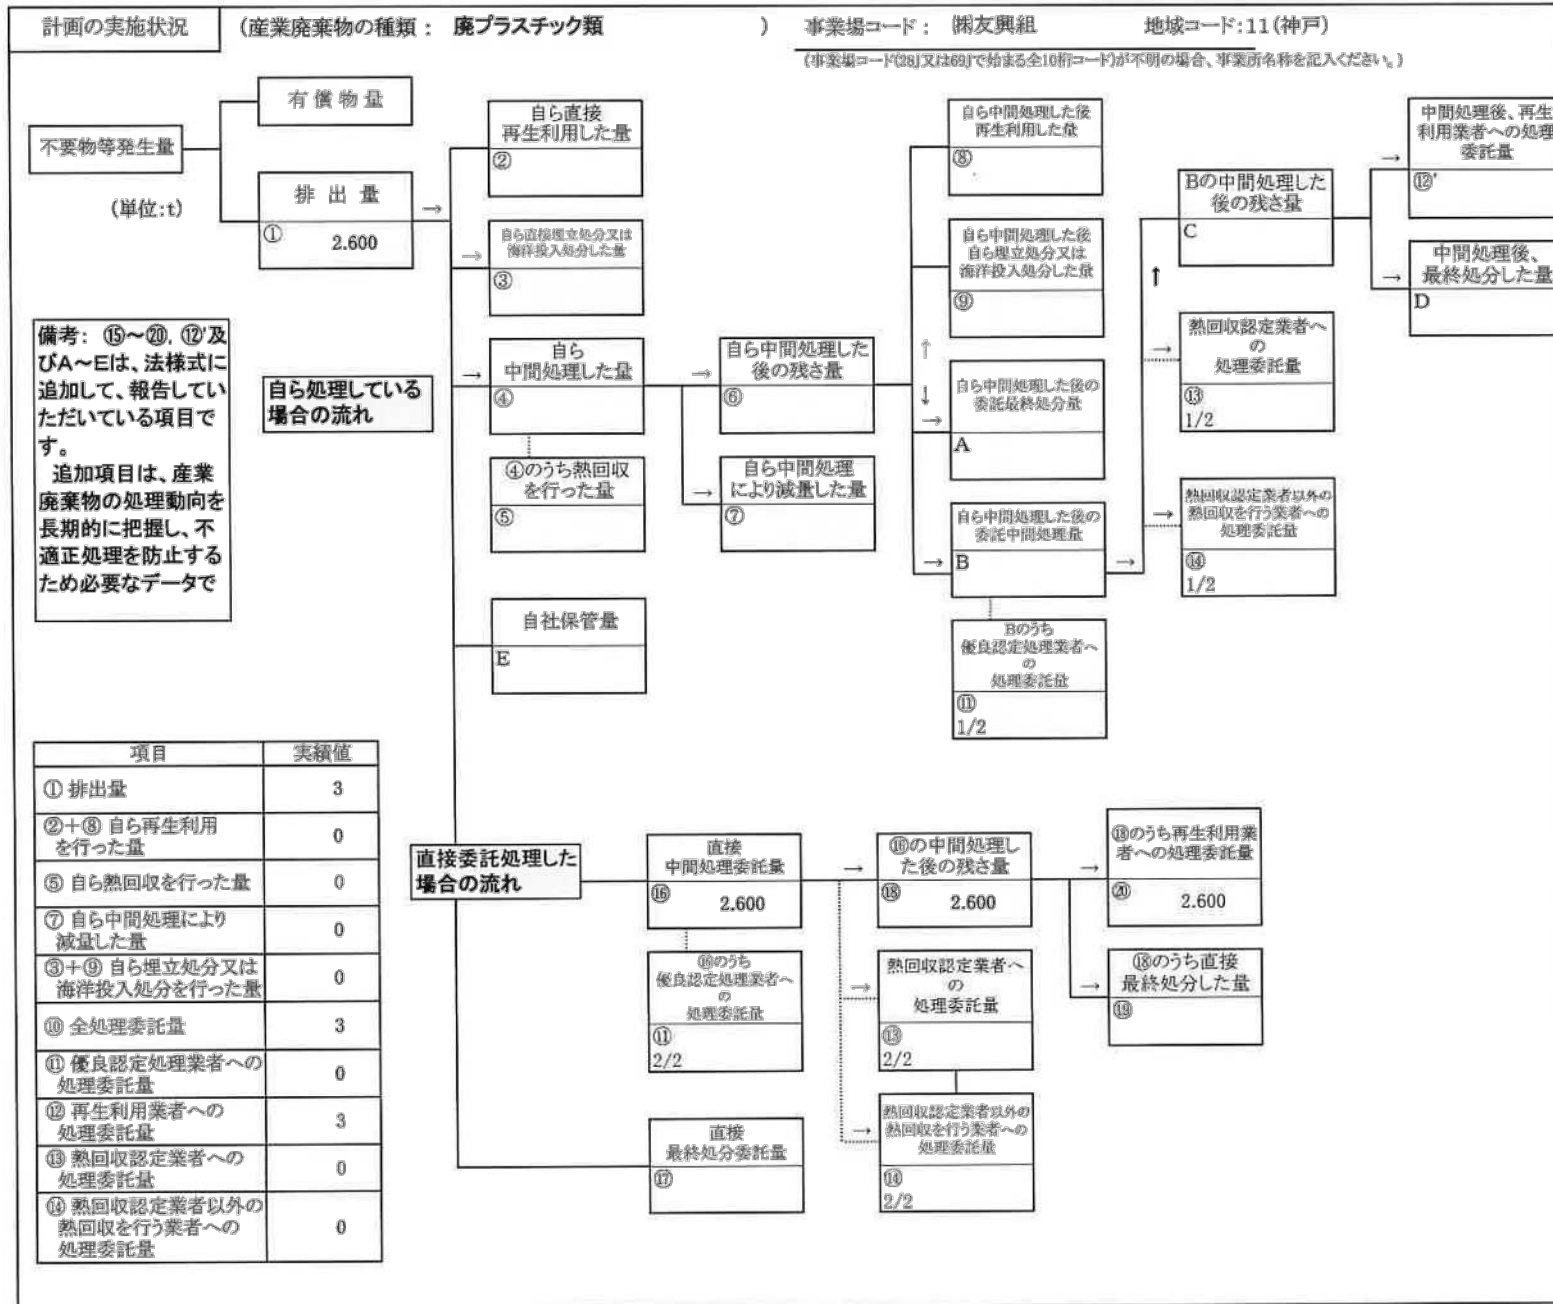 計画の実施状況
(産業廃棄物の種類： 廃プラスチック類 )
事業場コード： ㈱友興組 地域コード：11(神戸)
(事業場コード(28｣又は69｣で始まる全10桁コード)が不明の場合、事業所名称を記入ください。)
不要物等発生量
(単位：t)
有償物量
排出量
① 2.600
自ら直接
再生利用した量
②
自ら直接埋立処分又は
海洋投入処分した量
③
自ら
中間処理した量
④
④のうち熱回収
を行った量
⑤
自社保管量
E
自ら中間処理した
後の残さ量
⑥
自ら中間処理
により減量した量
⑦
自ら中間処理した後
再生利用した量
⑧
自ら中間処理した後
自ら埋立処分又は
海洋投入処分した量
⑨
自ら中間処理した後の
委託最終処分量
A
自ら中間処理した後の
委託中間処理量
B
Bのうち
優良認定処理業者へ
の
処理委託量
⑪
1/2
Bの中間処理した
後の残さ量
C
熱回収認定業者へ
の
処理委託量
⑬
1/2
熱回収認定業者以外の
熱回収を行う業者への
処理委託量
⑭
1/2
中間処理後、再生
利用業者への処理
委託量
⑫'
中間処理後、
最終処分した量
D
備考： ⑮～⑳, ⑫'及
びA～Eは、法様式に
追加して、報告してい
ただいている項目で
す。
追加項目は、産業
廃棄物の処理動向を
長期的に把握し、不
適正処理を防止する
ため必要なデータで
自ら処理している
場合の流れ
項目 実績値
① 排出量 3
②＋⑧ 自ら再生利用
を行った量 0
⑤ 自ら熱回収を行った量 0
⑦ 自ら中間処理により
減量した量 0
③＋⑨ 自ら埋立処分又は
海洋投入処分を行った量 0
⑩ 全処理委託量 3
⑪ 優良認定処理業者への
処理委託量 0
⑫ 再生利用業者への
処理委託量 3
⑬ 熱回収認定業者への
処理委託量 0
⑭ 熱回収認定業者以外の
熱回収を行う業者への
処理委託量 0
直接委託処理した
場合の流れ
直接
中間処理委託量
⑯ 2.600
⑯のうち
優良認定処理業者へ
の
処理委託量
⑪
2/2
直接
最終処分委託量
⑰
⑯の中間処理し
た後の残さ量
⑱ 2.600
熱回収認定業者へ
の
処理委託量
⑬
2/2
熱回収認定業者以外の
熱回収を行う業者への
処理委託量
⑭
2/2
⑱のうち再生利用業
者への処理委託量
⑳ 2.600
⑱のうち直接
最終処分した量
⑲